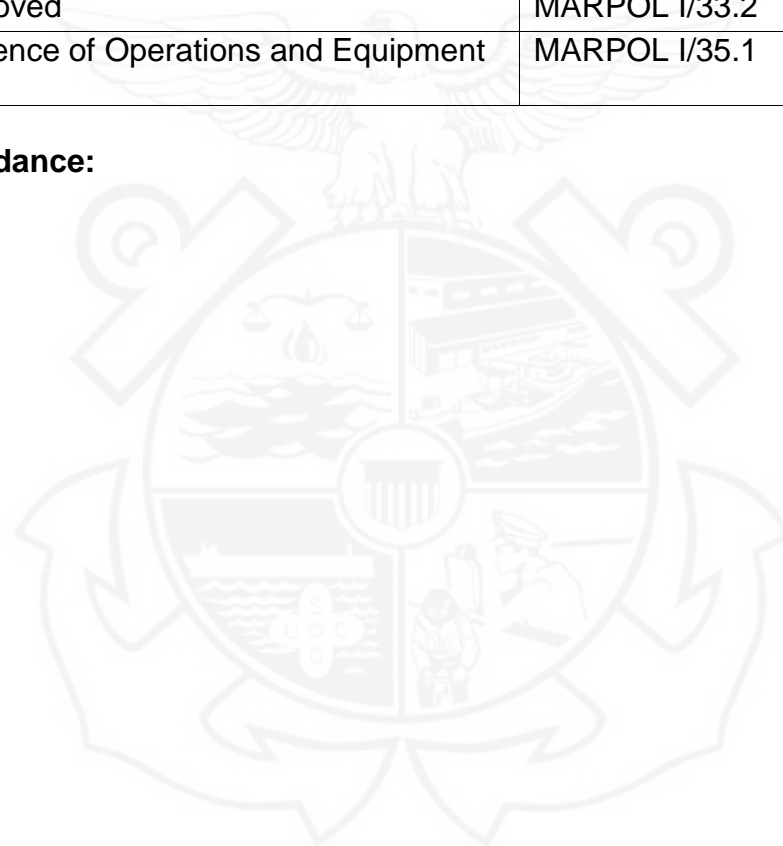 oved MARPOL I/33.2
ence of Operations and Equipment MARPOL I/35.1
dance:
S
U O C
G